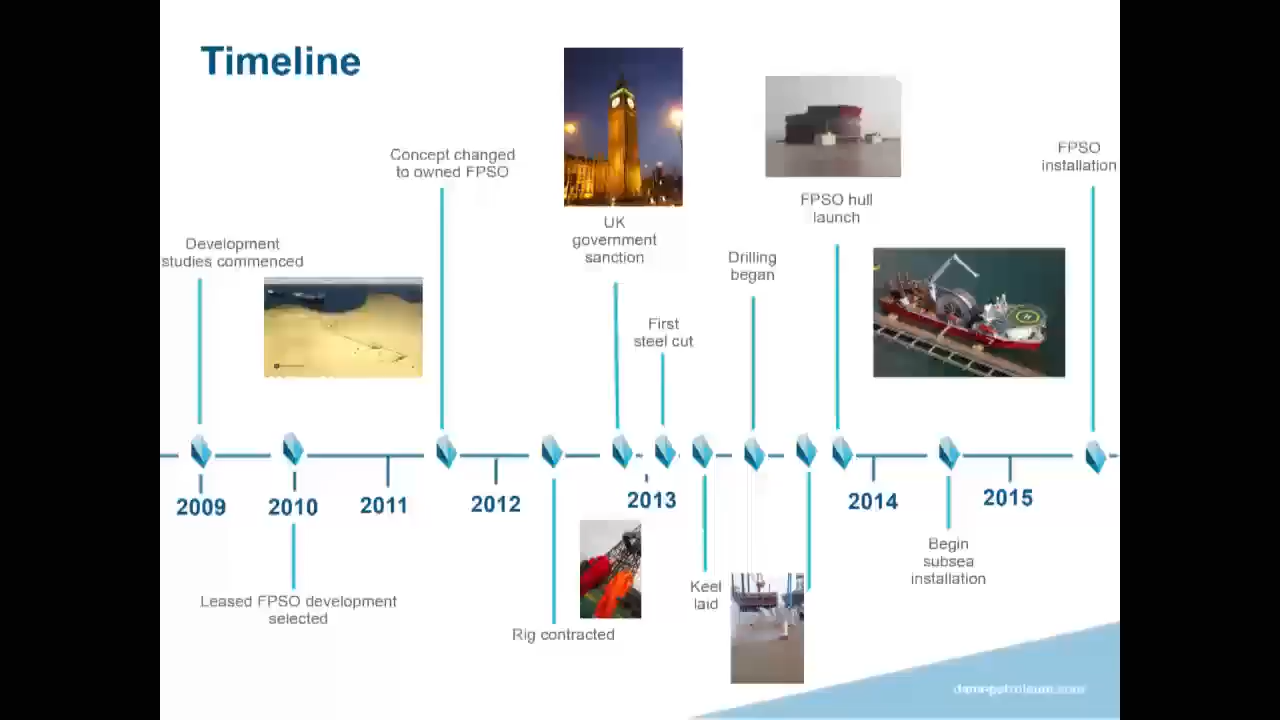 Timeline
Concept changed
to owned FPSO
FPSO
installation
FPSO hull
launch
UK
government
sanction
Development
studies commenced
Drilling
began
First
steel cut
2009
2010
2011
2012
2013
2014
2015
Begin
subsea
installation
Keel
laid
Leased FPSO development
selected
Rig contracted